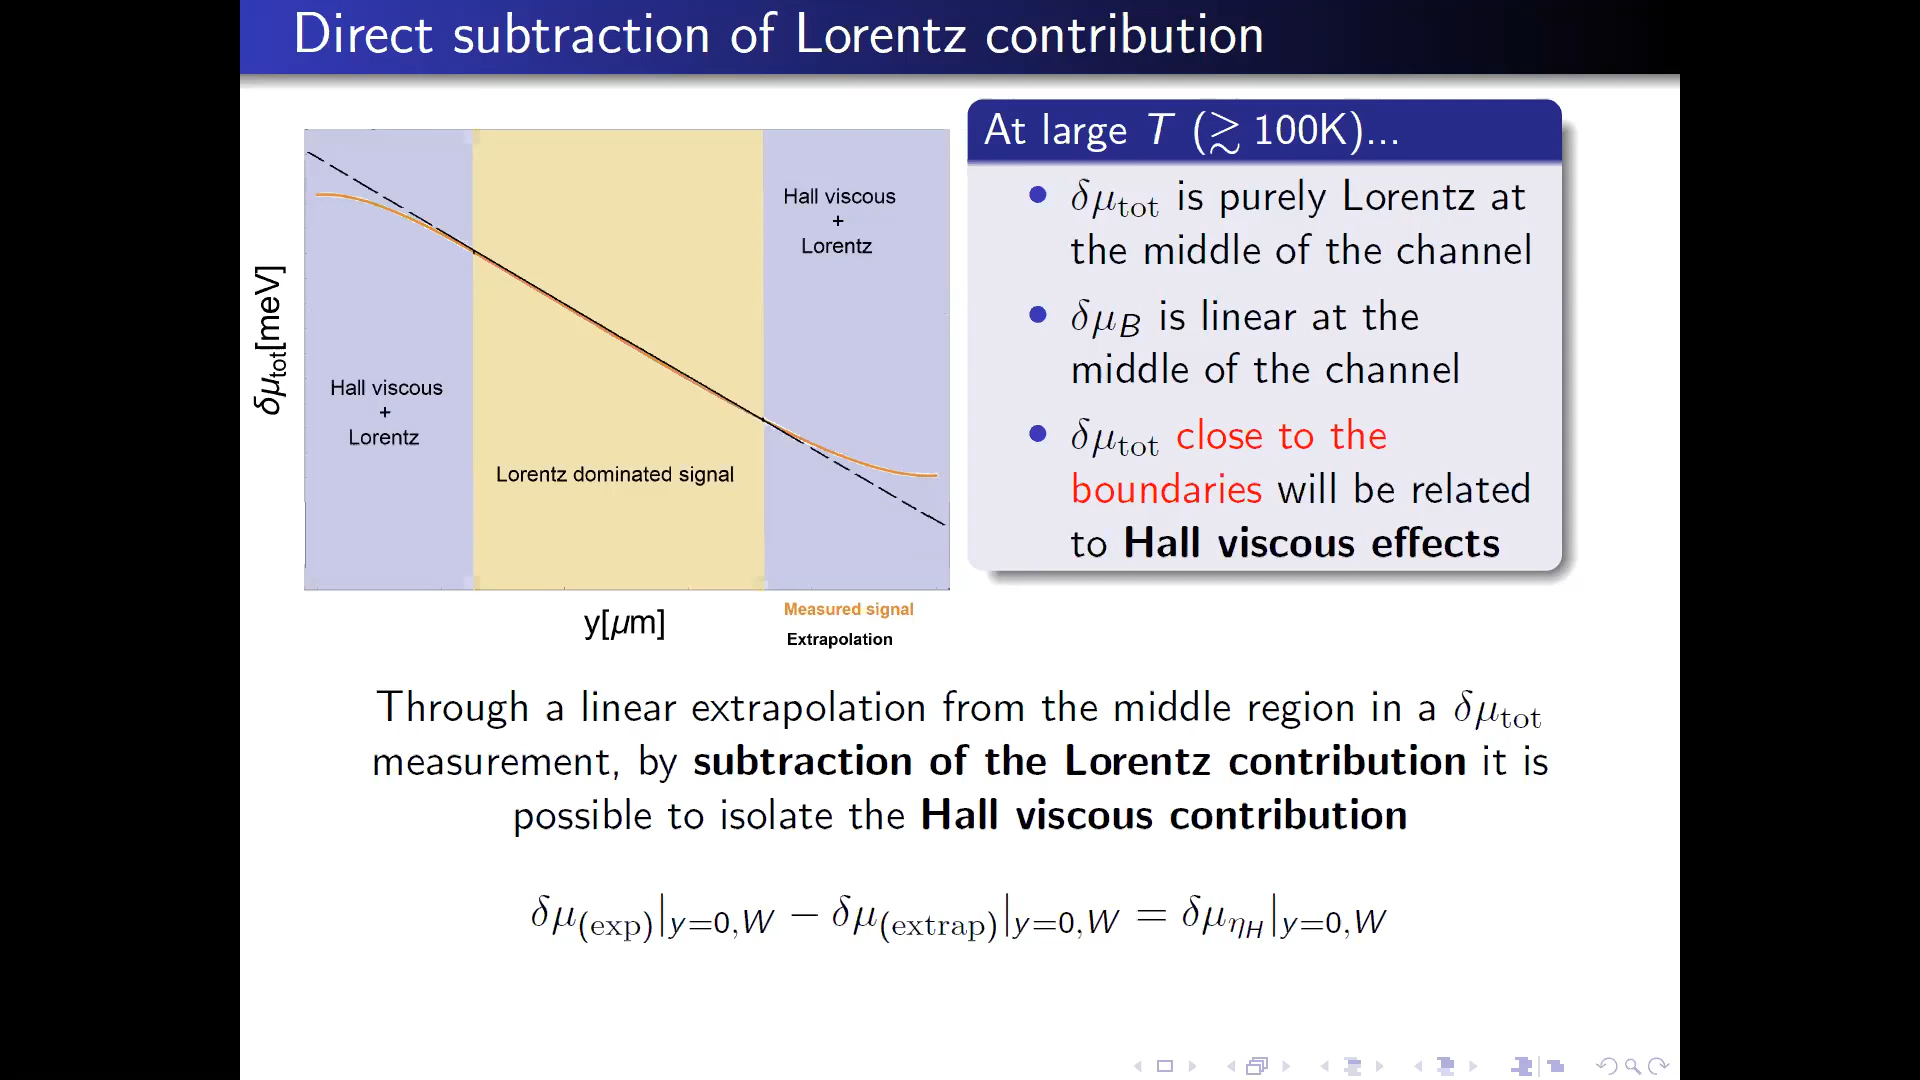 Direct subtraction of Lorentz contribution
δμtot[meV]
Hall viscous
+
Lorentz
Lorentz dominated signal
Hall viscous
+
Lorentz
y[μm]
Measured signal
Extrapolation
At large T (≳ 100K)...
• δμtot is purely Lorentz at
the middle of the channel
• δμB is linear at the
middle of the channel
• δμtot close to the
boundaries will be related
to Hall viscous effects
Through a linear extrapolation from the middle region in a δμtot
measurement, by subtraction of the Lorentz contribution it is
possible to isolate the Hall viscous contribution
δμ(exp)|y=0,W − δμ(extrap)|y=0,W = δμηH|y=0,W